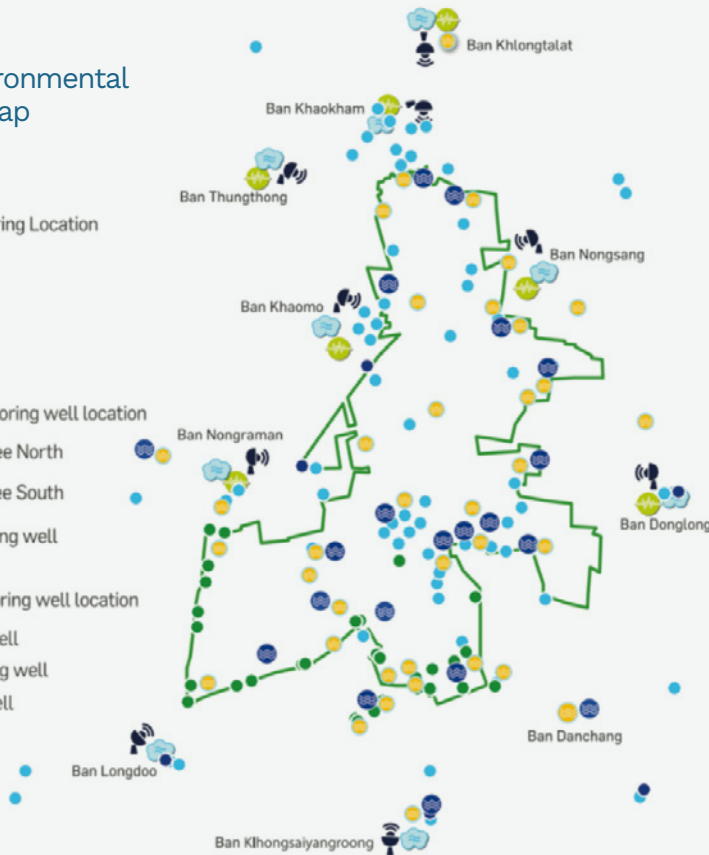 ronmental
ap
Ban Khlongtalat
Ban Khaokham
Ban Thungthong
ring Location
Ban Nongsang
Ban Khaomo
oring well location
Ban Nongraman
ee North
ee South
Ban Donglong
ng well
oring well location
ell
g well
ell
Ban Danchang
Ban Longdoo
Ban Klhongsaiyangroong